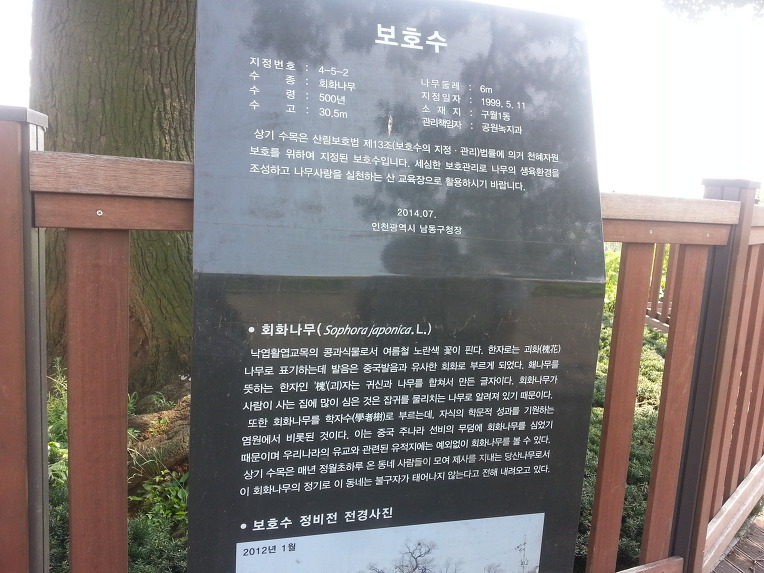 보호수
지정번호 : 4-5-2
수 종 : 회화나무
수 령 : 500년
수 고 : 30.5m
나무둘레 : 6m
지정일자 : 1999. 5. 11
소 재 지 : 구월1동
관리책임자 : 공원녹지과
상기 수목은 산림보호법 제13조(보호수의 지정 · 관리)법률에 의거 천혜자원
보호를 위하여 지정된 보호수입니다. 세심한 보호관리로 나무의 생육환경을
조성하고 나무사랑을 실천하는 산 교육장으로 활용하시기 바랍니다.
2014.07.
인천광역시 남동구청장
• 회화나무(Sophora japonica.L.)
낙엽활엽교목의 콩과식물로서 여름철 노란색 꽃이 핀다. 한자로는 괴화(槐花)
나무로 표기하는데 발음은 중국발음과 유사한 회화로 부르게 되었다. 홰나무를
뜻하는 한자인 '槐'(괴)자는 귀신과 나무를 합쳐서 만든 글자이다. 회화나무가
사람이 사는 집에 많이 심은 것은 잡귀를 물리치는 나무로 알려져 있기 때문이다.
또한 회화나무를 학자수(學者樹)로 부르는데, 자식의 학문적 성과를 기원하는
염원에서 비롯된 것이다. 이는 중국 주나라 선비의 무덤에 회화나무를 심었기
때문이며 우리나라의 유교와 관련된 유적지에는 예외없이 회화나무를 볼 수 있다.
상기 수목은 매년 정월초하루 온 동네 사람들이 모여 제사를 지내는 당산나무로서
이 회화나무의 정기로 이 동네는 불구자가 태어나지 않는다고 전해 내려오고 있다.
• 보호수 정비전 전경사진
2012년 1월